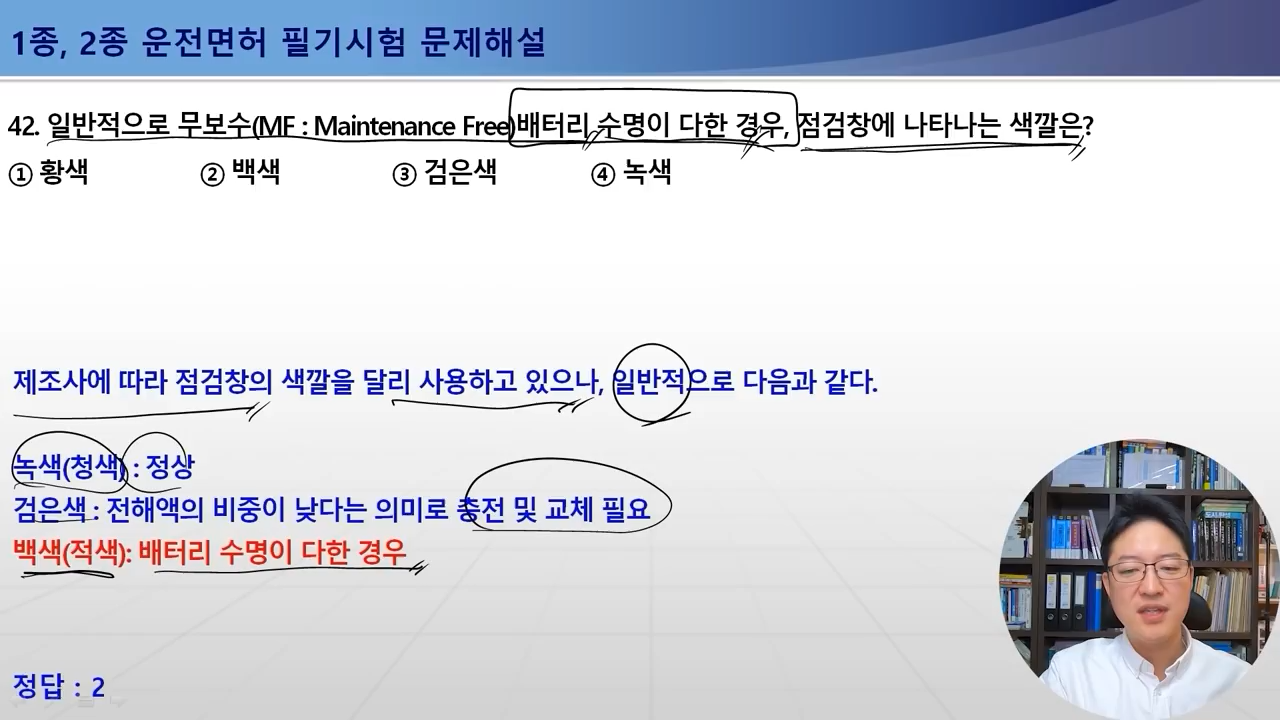 1종, 2종 운전면허 필기시험 문제해설
42. 일반적으로 무보수(MF : Maintenance Free)배터리 수명이 다한 경우, 점검창에 나타나는 색깔은?
① 황색 ② 백색 ③ 검은색 ④ 녹색
제조사에 따라 점검창의 색깔을 달리 사용하고 있으나, 일반적으로 다음과 같다.
녹색(청색) : 정상
검은색 : 전해액의 비중이 낮다는 의미로 충전 및 교체 필요
백색(적색): 배터리 수명이 다한 경우
정답 : 2